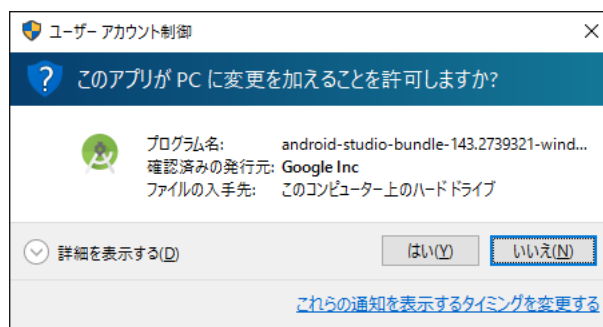 ユーザー アカウント制御
このアプリが PC に変更を加えることを許可しますか?
プログラム名: android-studio-bundle-143.2739321-wind...
確認済みの発行元: Google Inc
ファイルの入手先: このコンピューター上のハード ドライブ
詳細を表示する(D) はい(Y) いいえ(N)
これらの通知を表示するタイミングを変更する